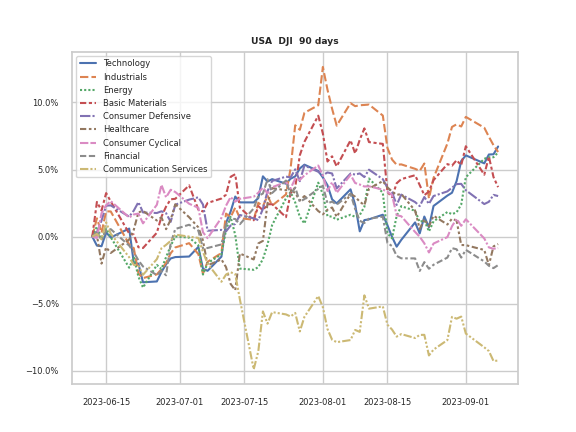 USA DJI 90 days
Technology
Industrials
Energy
Basic Materials
Consumer Defensive
Healthcare
Consumer Cyclical
Financial
Communication Services
10.0%
5.0%
0.0%
−5.0%
−10.0%
2023-06-15
2023-07-01
2023-07-15
2023-08-01
2023-08-15
2023-09-01